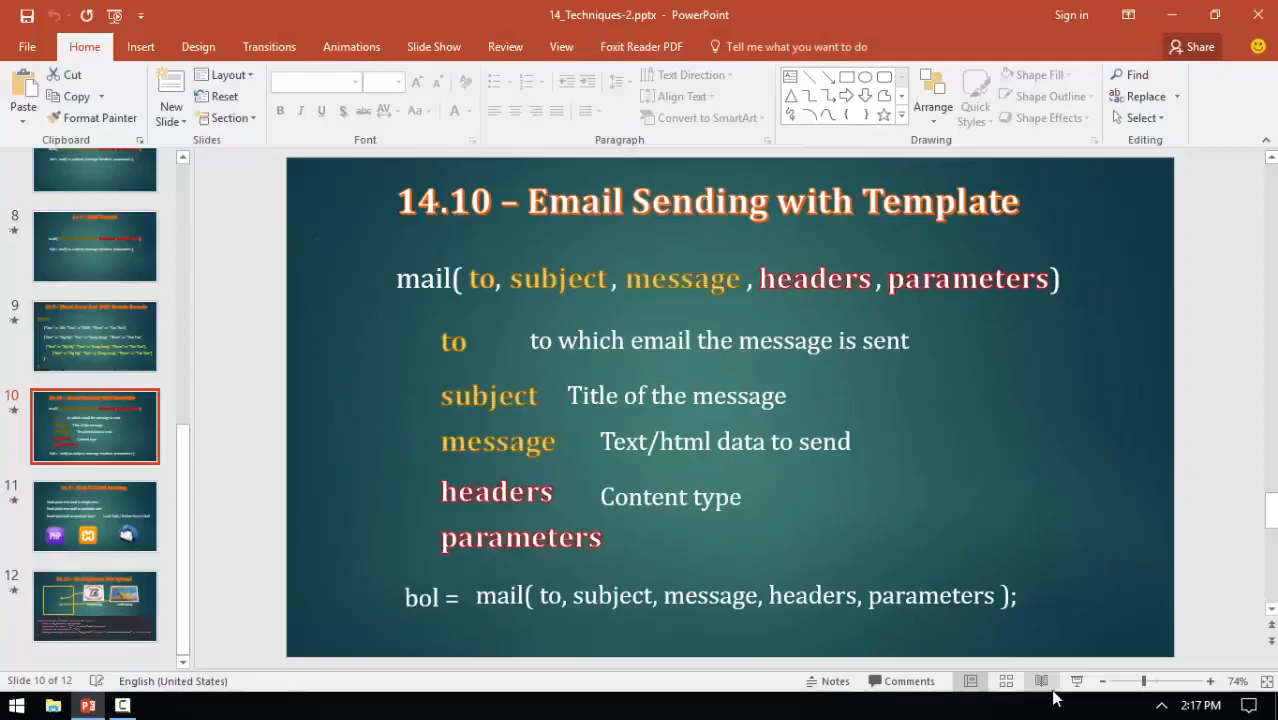 14_Techniques-2.pptx - PowerPoint
Sign in
File Home Insert Design Transitions Animations Slide Show Review View Foxit Reader PDF Tell me what you want to do Share
Paste Cut Copy Format Painter
Clipboard
New Slide Layout Reset Section
Slides
Font
Text Direction Align Text Convert to SmartArt
Paragraph
Arrange Quick Styles Shape Fill Shape Outline Shape Effects
Drawing
Find Replace Select
Editing
8
9
10
11
12
14.10 – Email Sending with Template
mail( to, subject, message, headers, parameters)
to to which email the message is sent
subject Title of the message
message Text/html data to send
headers Content type
parameters
bol = mail( to, subject, message, headers, parameters );
Slide 10 of 12 English (United States) Notes Comments 74%
2:17 PM